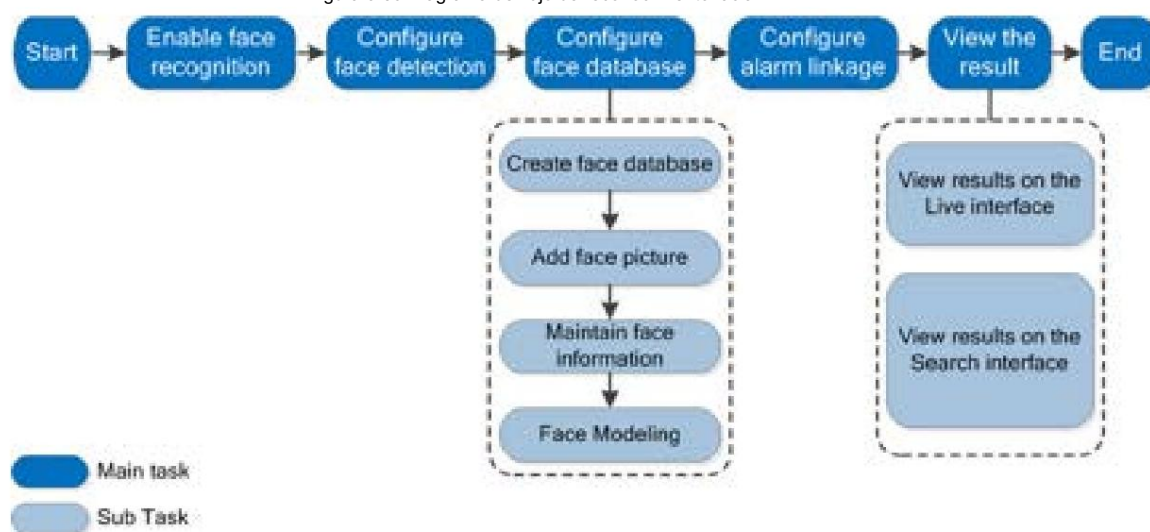 Start
Enable face
recognition
Configure
face detection
Configure
face database
Configure
alarm linkage
View the
result
End
Create face database
Add face picture
Maintain face
information
Face Modeling
View results on the
Live interface
View results on the
Search interface
Main task
Sub Task